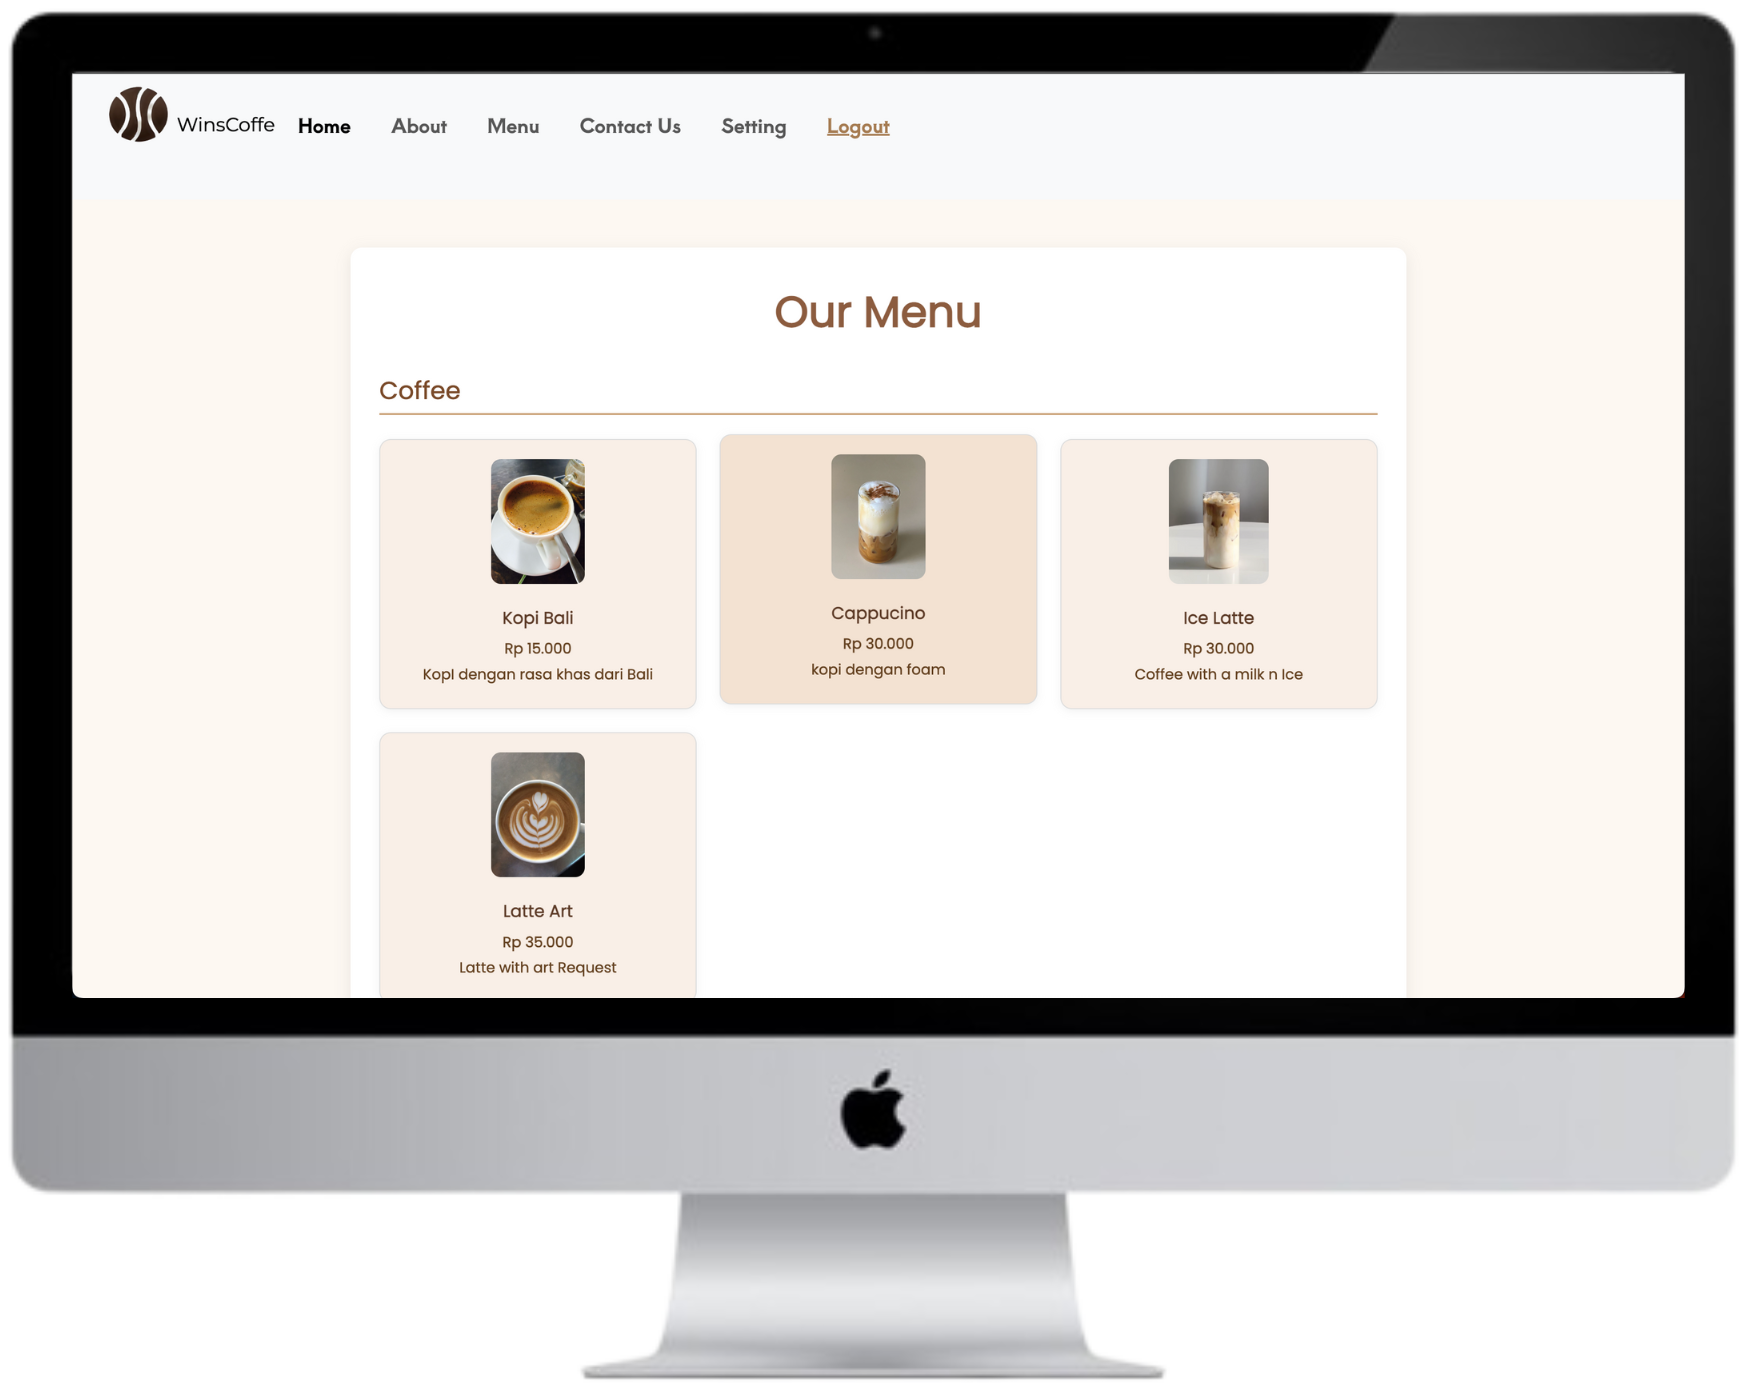 WinsCoffe Home About Menu Contact Us Setting Logout
Our Menu
Coffee
Kopi Bali
Rp 15.000
KopI dengan rasa khas dari Bali
Cappucino
Rp 30.000
kopi dengan foam
Ice Latte
Rp 30.000
Coffee with a milk n Ice
Latte Art
Rp 35.000
Latte with art Request